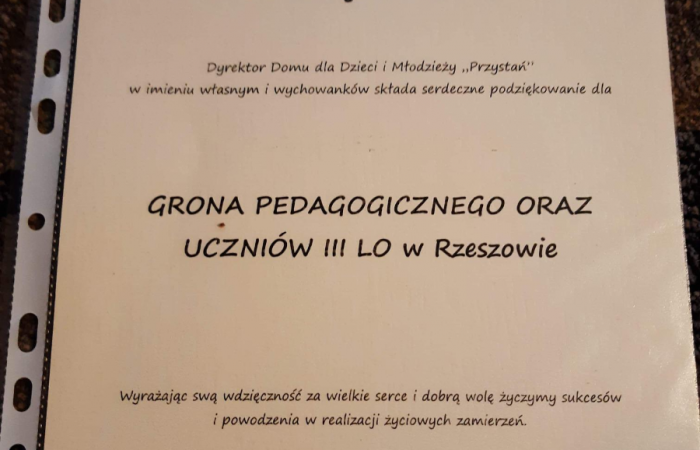 Dyrektor Domu dla Dzieci i Młodzieży ,,Przystań''
w imieniu własnym i wychowanków składa serdeczne podziękowanie dla
GRONA PEDAGOGICZNEGO ORAZ
UCZNIÓW III LO w Rzeszowie
Wyrażając swą wdzięczność za wielkie serce i dobrą wolę życzymy sukcesów
i powodzenia w realizacji życiowych zamierzeń.